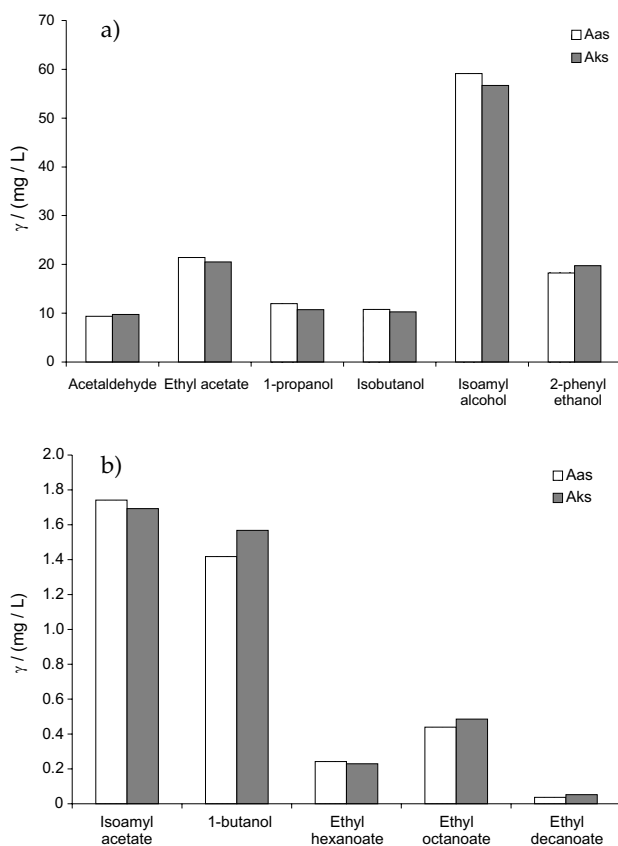 a)
Aas
Aks
70
60
50
40
30
20
10
0
γ / (mg / L)
Acetaldehyde Ethyl acetate 1-propanol Isobutanol Isoamyl alcohol 2-phenyl ethanol
b)
Aas
Aks
2.0
1.8
1.6
1.4
1.2
1.0
0.8
0.6
0.4
0.2
0
γ / (mg / L)
Isoamyl acetate 1-butanol Ethyl hexanoate Ethyl octanoate Ethyl decanoate